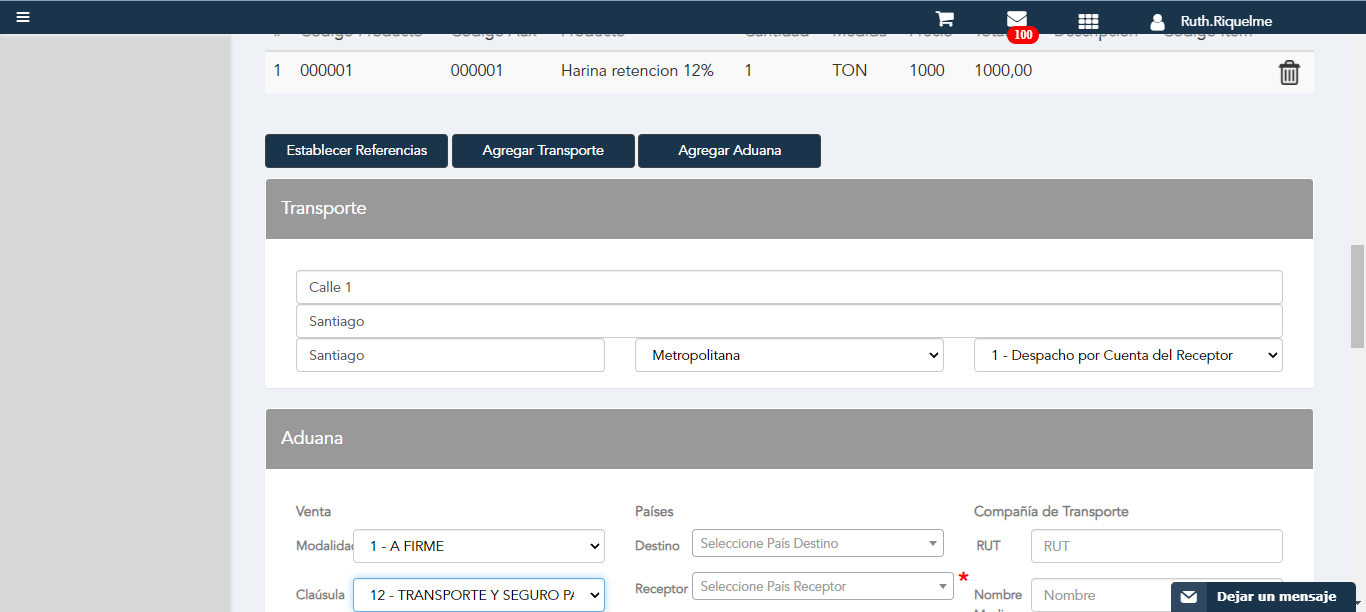 Ruth.Riquelme
100
# Codigo Producto Codigo Aux Producto Cantidad Medida Precio Total Descripcion Codigo Item
1 000001 000001 Harina retencion 12% 1 TON 1000 1000,00
Establecer Referencias Agregar Transporte Agregar Aduana
Transporte
Calle 1
Santiago
Santiago Metropolitana 1 - Despacho por Cuenta del Receptor
Aduana
Venta Países Compañía de Transporte
Modalidad 1 - A FIRME Destino Seleccione País Destino RUT RUT
Claúsula 12 - TRANSPORTE Y SEGURO PA Receptor Seleccione País Receptor * Nombre Nombre
Dejar un mensaje